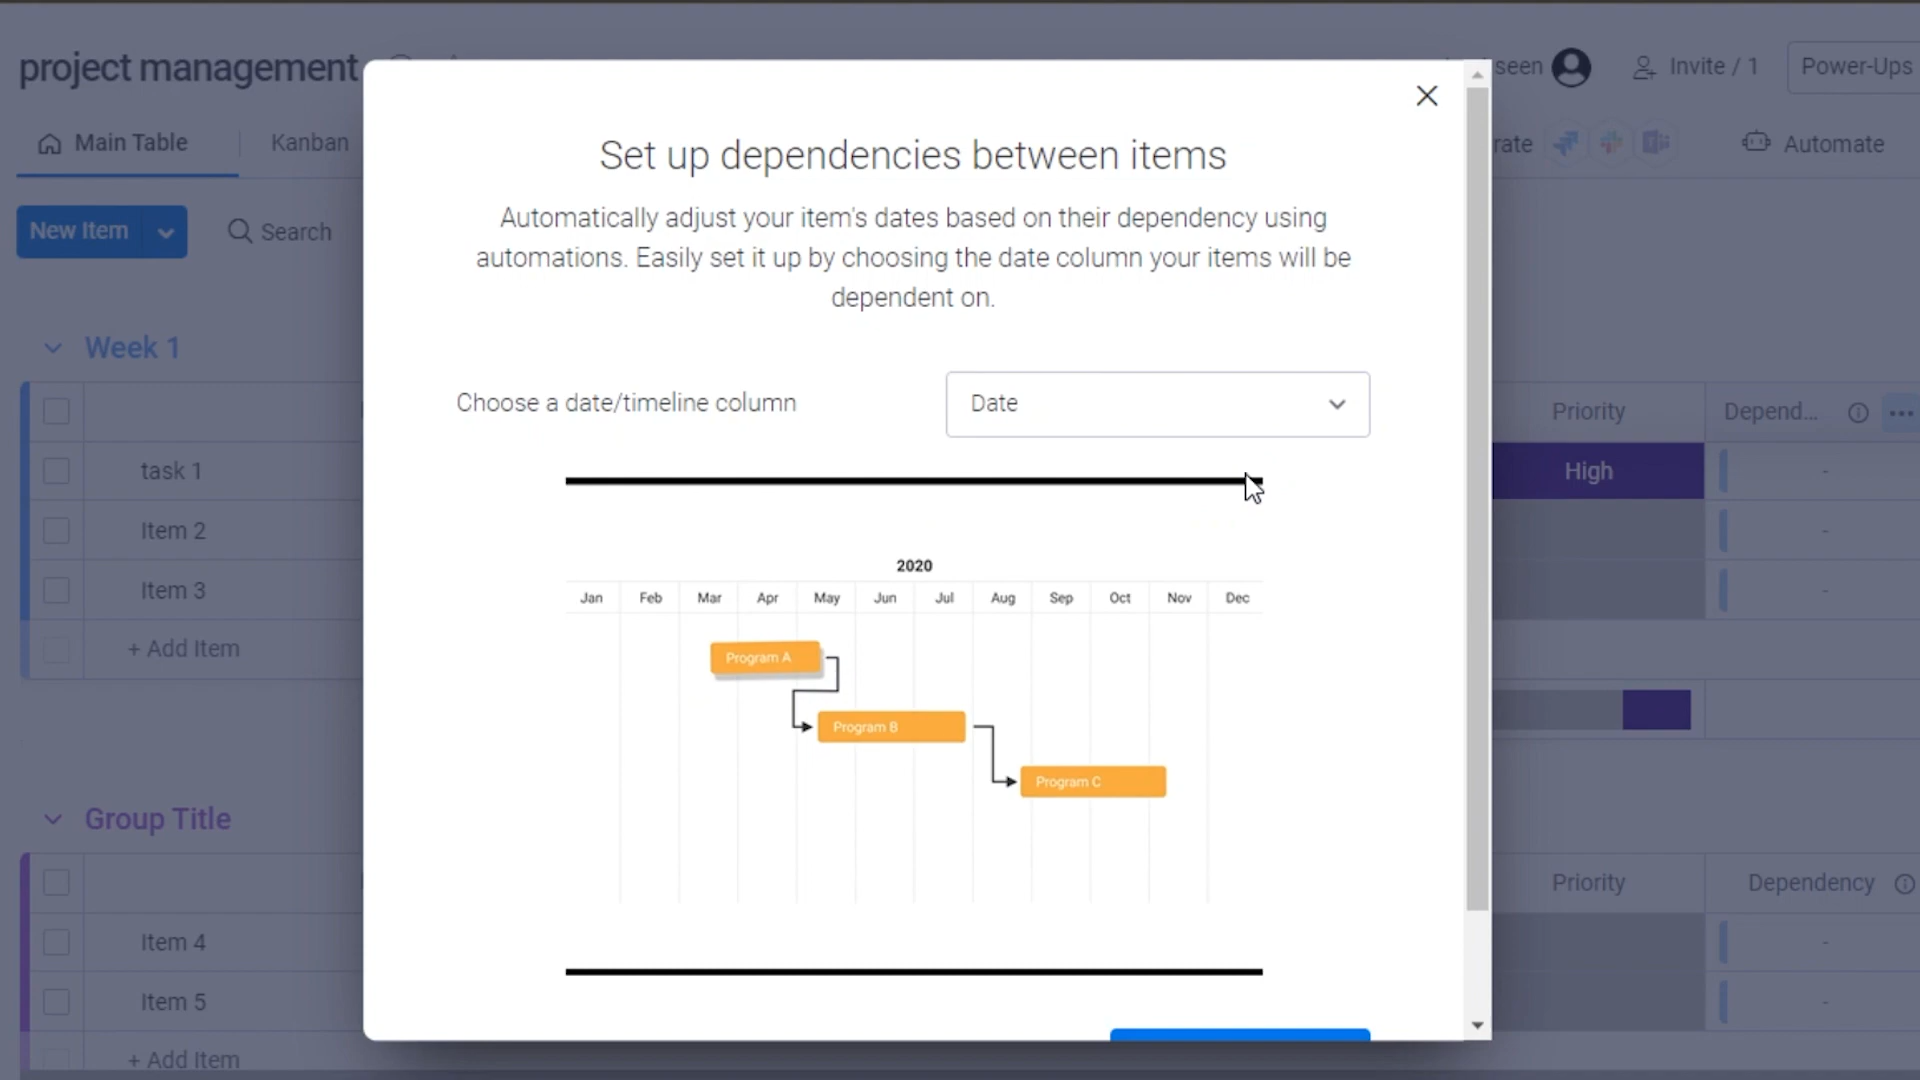 project management
seen
Invite / 1
Power-Ups
Main Table
Kanban
rate
Automate
New Item
Search
Set up dependencies between items
Automatically adjust your item's dates based on their dependency using
automations. Easily set it up by choosing the date column your items will be
dependent on.
Choose a date/timeline column
Date
2020
Jan Feb Mar Apr May Jun Jul Aug Sep Oct Nov Dec
Program A
Program B
Program C
Week 1
Priority
Depend...
task 1
High
-
Item 2
-
Item 3
-
+ Add Item
Group Title
Priority
Dependency
Item 4
-
Item 5
-
+ Add Item